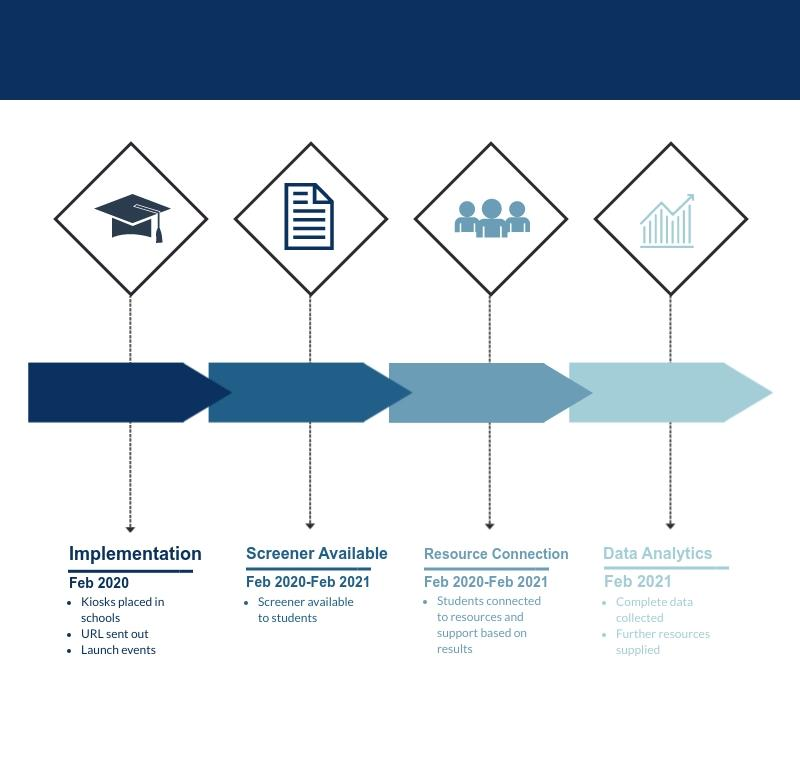 Implementation
Feb 2020
• Kiosks placed in
schools
• URL sent out
• Launch events
Screener Available
Feb 2020-Feb 2021
• Screener available
to students
Resource Connection
Feb 2020-Feb 2021
• Students connected
to resources and
support based on
results
Data Analytics
Feb 2021
• Complete data
collected
• Further resources
supplied